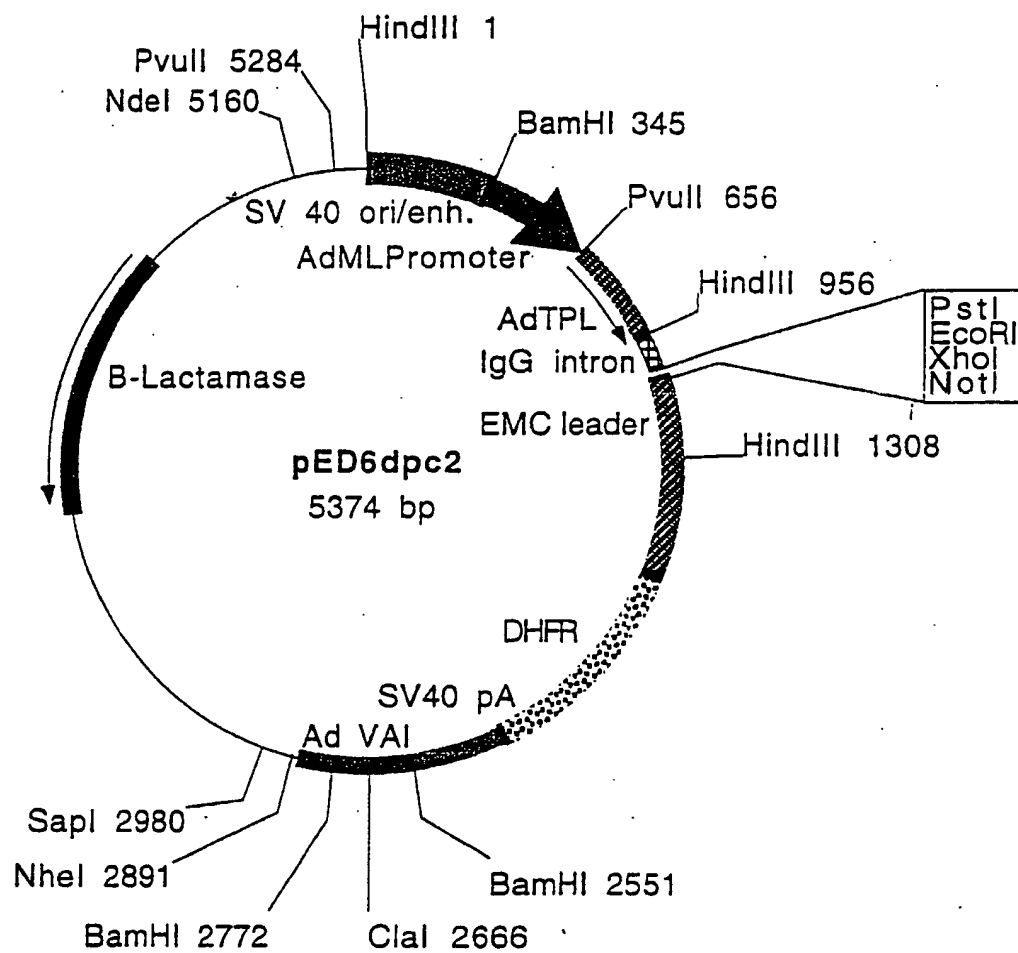 HindIII 1
PvuII 5284
NdeI 5160
BamHI 345
PvuII 656
SV 40 ori/enh.
AdMLPromoter
HindIII 956
AdTPL
IgG intron
PstI
EcoRI
XhoI
NotI
B-Lactamase
EMC leader
HindIII 1308
pED6dpc2
5374 bp
DHFR
SV40 pA
Ad VAI
SapI 2980
NheI 2891
BamHI 2551
BamHI 2772
ClaI 2666